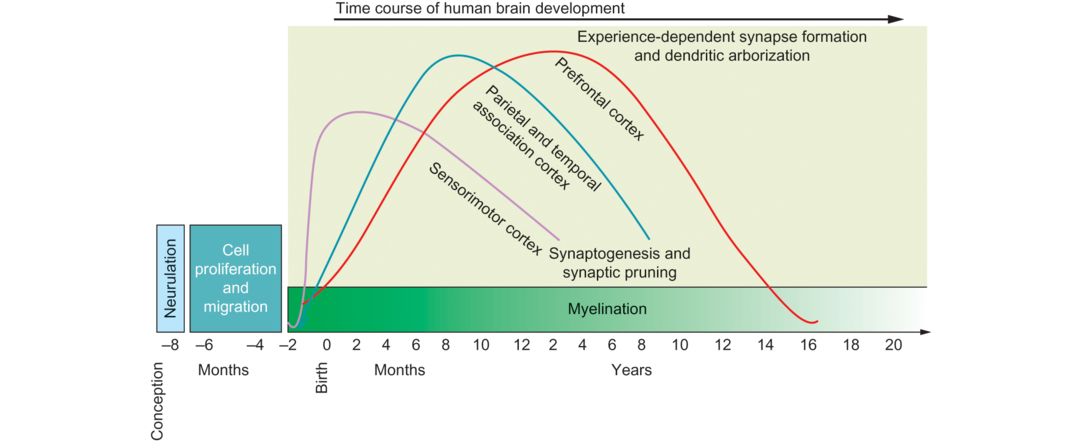 Time course of human brain development
Experience-dependent synapse formation
and dendritic arborization
Prefrontal cortex
Parietal and temporal
association cortex
Sensorimotor cortex
Synaptogenesis and
synaptic pruning
Neurulation
Cell
proliferation
and
migration
Myelination
–8 –6 –4 –2 0 2 4 6 8 10 12 2 4 6 8 10 12 14 16 18 20
Conception
Months
Birth
Months
Years